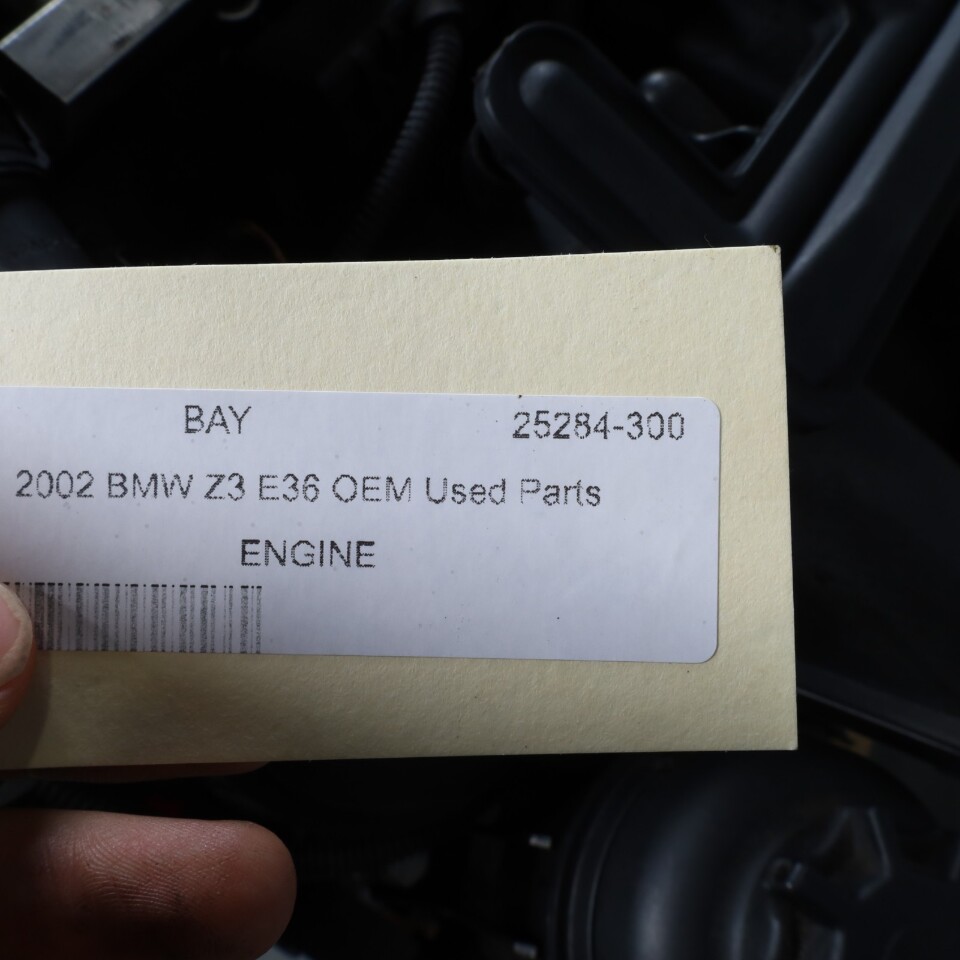 BAY 25284-300
2002 BMW Z3 E36 OEM Used Parts
ENGINE